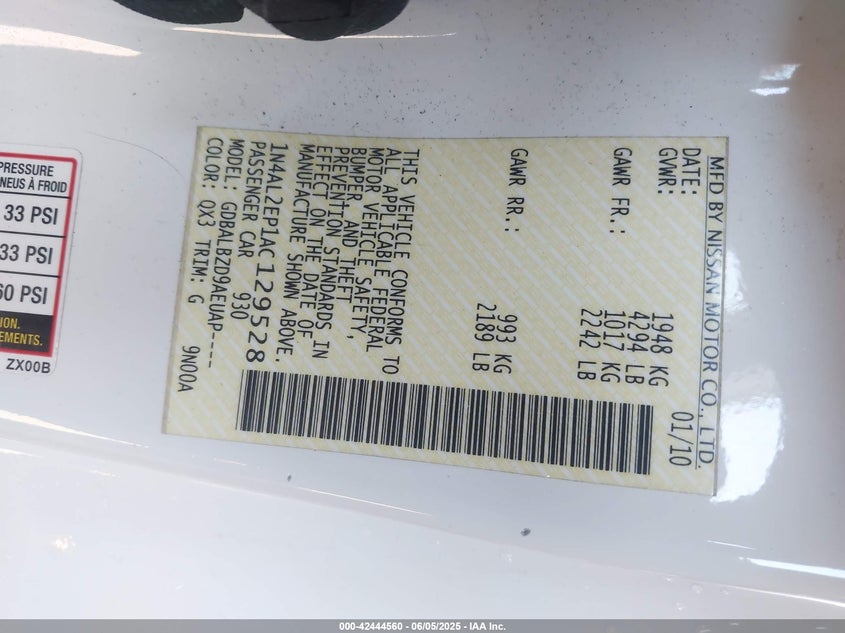 MFD BY NISSAN MOTOR CO., LTD.
DATE: 01/10
GVWR: 1948 KG
4294 LB
GAWR FR.: 1017 KG
2242 LB
GAWR RR.: 993 KG
2189 LB
THIS VEHICLE CONFORMS TO
ALL APPLICABLE FEDERAL
MOTOR VEHICLE SAFETY,
BUMPER, AND THEFT
PREVENTION STANDARDS IN
EFFECT ON THE DATE OF
MANUFACTURE SHOWN ABOVE.
1N4AL2EP1AC129528
PASSENGER CAR 930
MODEL: GDBALBZD9AEUAP----
COLOR: QX3 TRIM: G 9N00A
PRESSURE
NEUS À FROID
33 PSI
33 PSI
60 PSI
ION.
EMENTS.
ZX00B
000-42444560 - 06/05/2025 - IAA Inc.